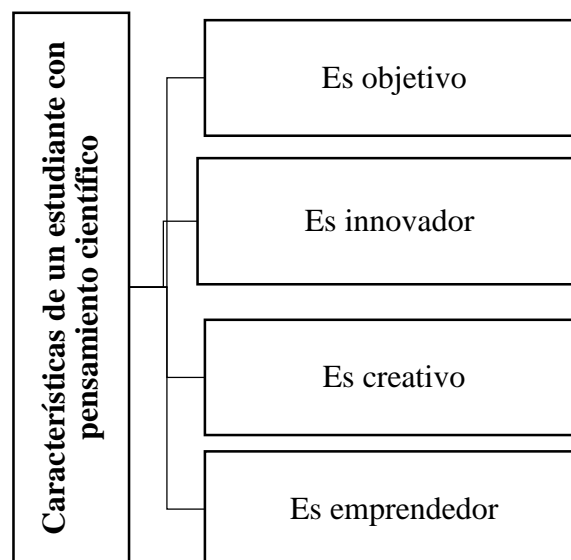 Características de un estudiante con
pensamiento científico
Es objetivo
Es innovador
Es creativo
Es emprendedor